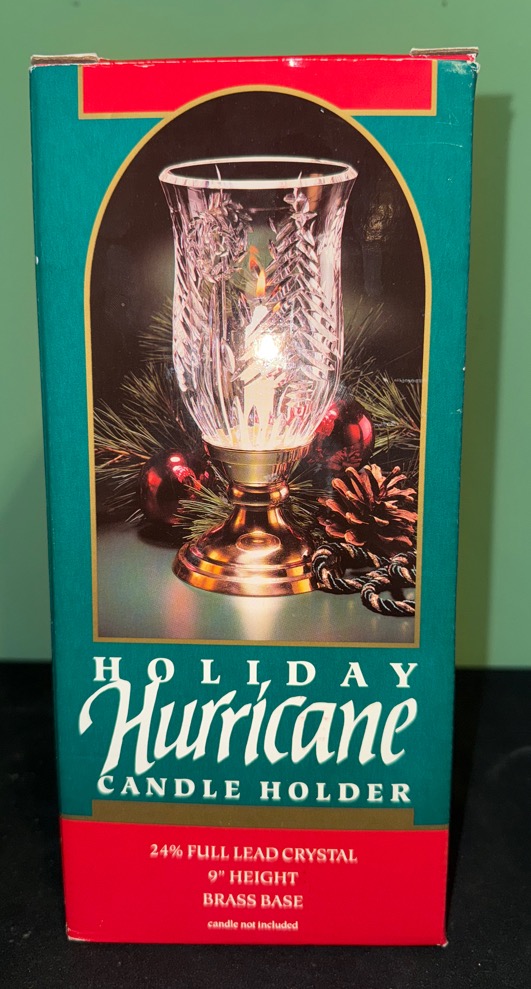 HOLIDAY
Hurricane
CANDLE HOLDER
24% FULL LEAD CRYSTAL
9" HEIGHT
BRASS BASE
candle not included